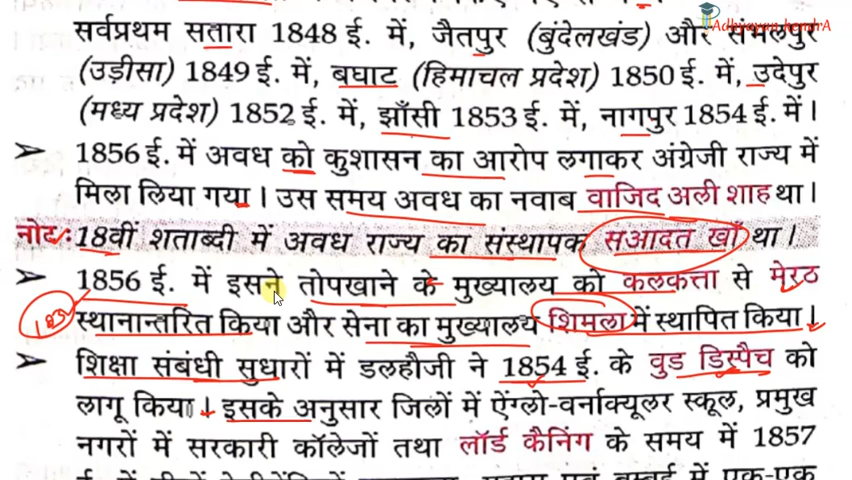 Adhyayan kendrA
सर्वप्रथम सतारा 1848 ई. में, जैतपुर (बुंदेलखंड) और संभलपुर
(उड़ीसा) 1849 ई. में, बघाट (हिमाचल प्रदेश) 1850 ई. में, उदेपुर
(मध्य प्रदेश) 1852 ई. में, झाँसी 1853 ई. में, नागपुर 1854 ई. में।
➤ 1856 ई. में अवध को कुशासन का आरोप लगाकर अंग्रेजी राज्य में
मिला लिया गया। उस समय अवध का नवाब वाजिद अली शाह था।
नोट : 18वीं शताब्दी में अवध राज्य का संस्थापक सआदत खाँ था।
➤ 1856 ई. में इसने तोपखाने के मुख्यालय को कलकत्ता से मेरठ
स्थानान्तरित किया और सेना का मुख्यालय शिमला में स्थापित किया।
➤ शिक्षा संबंधी सुधारों में डलहौजी ने 1854 ई. के वुड डिस्पैच को
लागू किया। इसके अनुसार जिलों में ऐंग्लो-वर्नाक्यूलर स्कूल, प्रमुख
नगरों में सरकारी कॉलेजों तथा लॉर्ड कैनिंग के समय में 1857